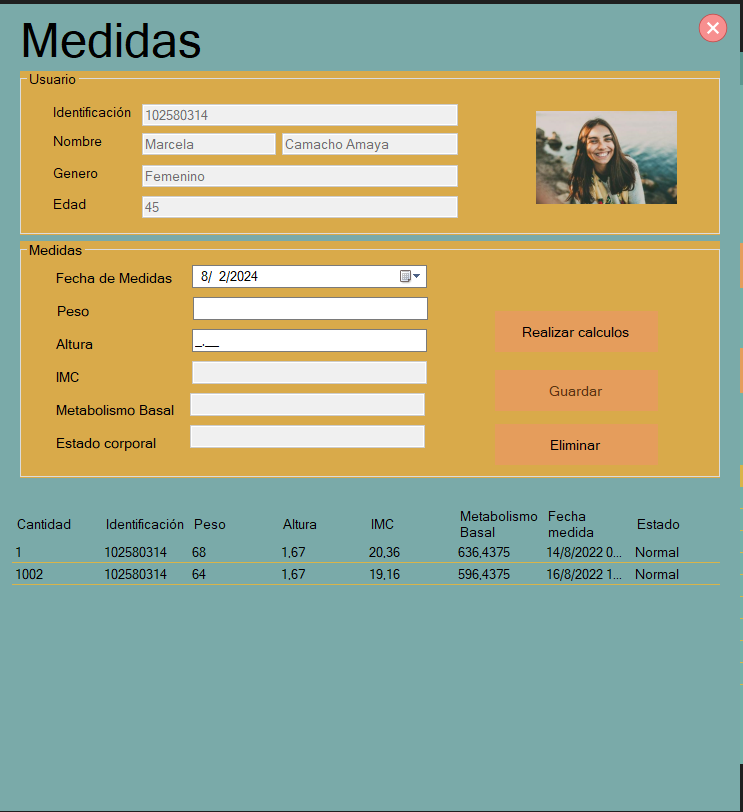 Medidas
Usuario
Identificación 102580314
Nombre Marcela Camacho Amaya
Genero Femenino
Edad 45
Medidas
Fecha de Medidas 8/ 2/2024
Peso
Altura _.__
IMC
Metabolismo Basal
Estado corporal
Realizar calculos
Guardar
Eliminar
Cantidad Identificación Peso Altura IMC Metabolismo Basal Fecha medida Estado
1 102580314 68 1,67 20,36 636,4375 14/8/2022 0... Normal
1002 102580314 64 1,67 19,16 596,4375 16/8/2022 1... Normal